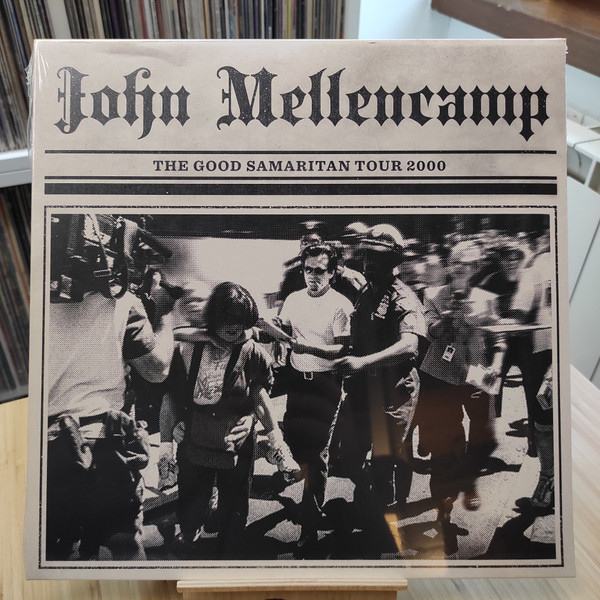 John Mellencamp
THE GOOD SAMARITAN TOUR 2000